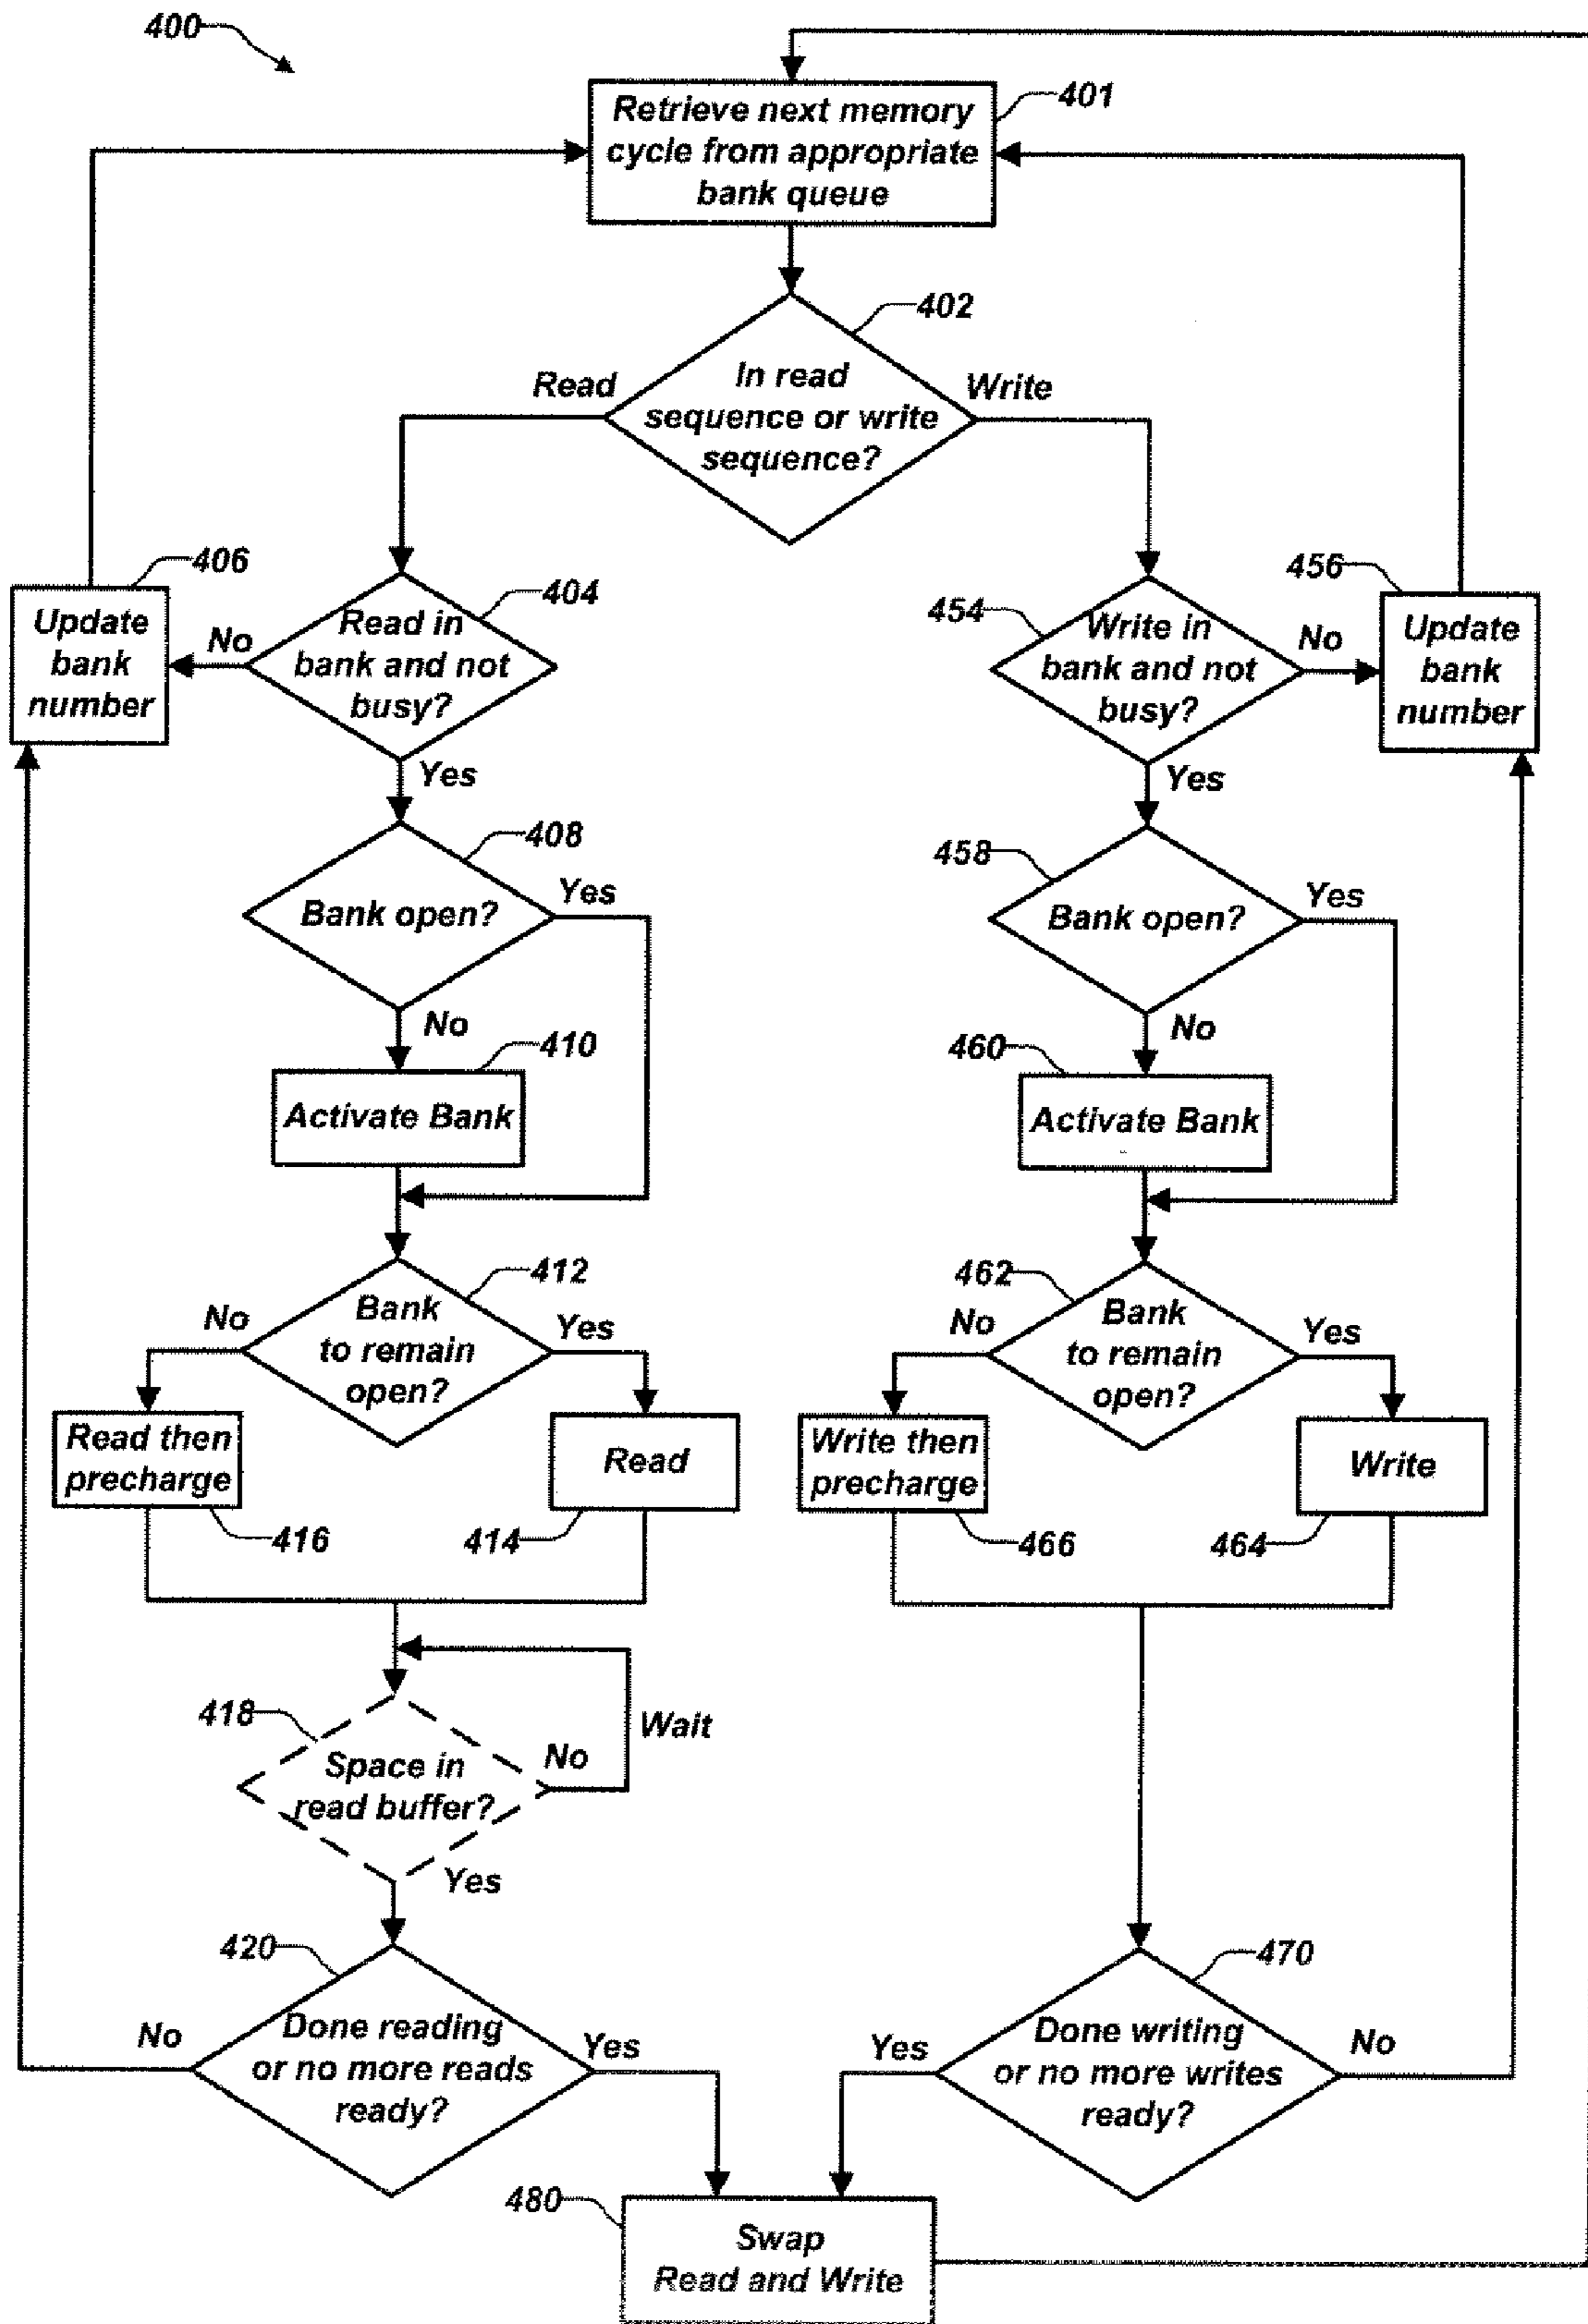 400
Retrieve next memory
cycle from appropriate
bank queue
401
402
In read
sequence or write
sequence?
Read
Write
406
Update
bank
number
No
404
Read in
bank and not
busy?
Yes
454
Write in
bank and not
busy?
No
Yes
456
Update
bank
number
408
Bank open?
Yes
No
458
Bank open?
Yes
No
410
Activate Bank
460
Activate Bank
412
Bank
to remain
open?
No
Yes
462
Bank
to remain
open?
No
Yes
Read then
precharge
416
Read
414
Write then
precharge
466
Write
464
418
Space in
read buffer?
No
Wait
Yes
420
Done reading
or no more reads
ready?
No
Yes
470
Done writing
or no more writes
ready?
Yes
No
480
Swap
Read and Write